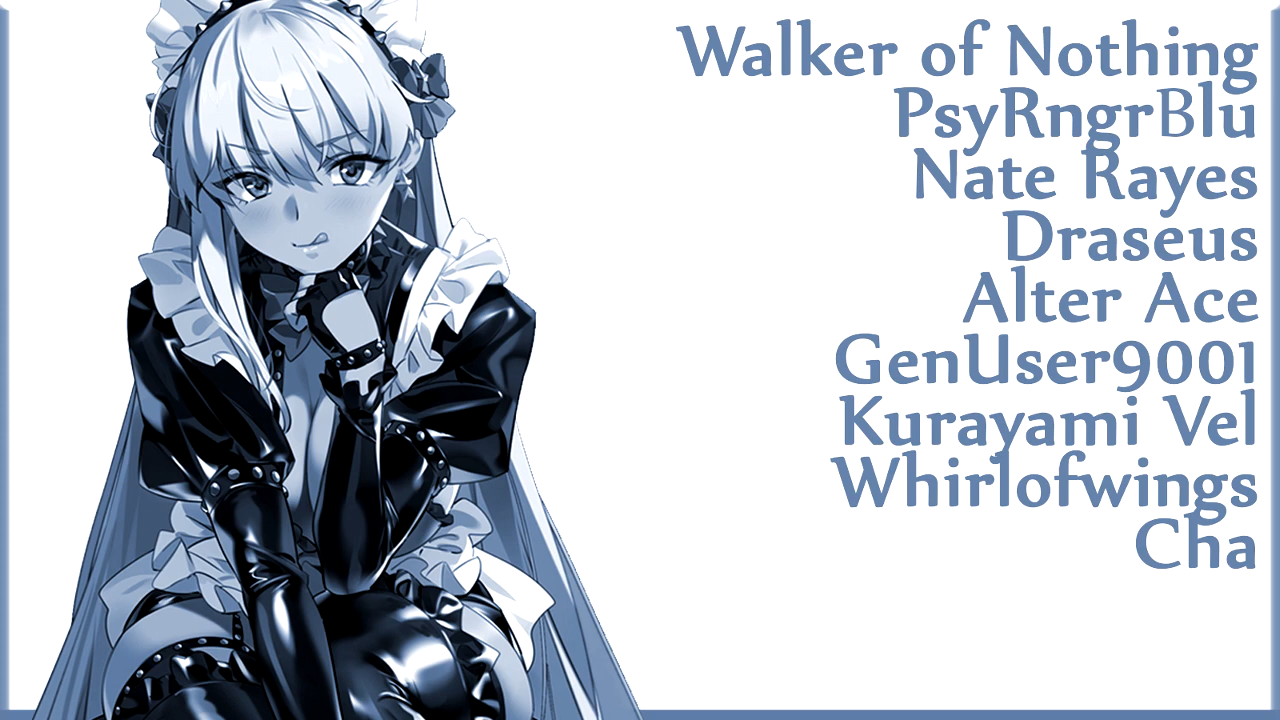 Walker of Nothing
PsyRngrBlu
Nate Rayes
Draseus
Alter Ace
GenUser9001
Kurayami Vel
Whirlofwings
Cha